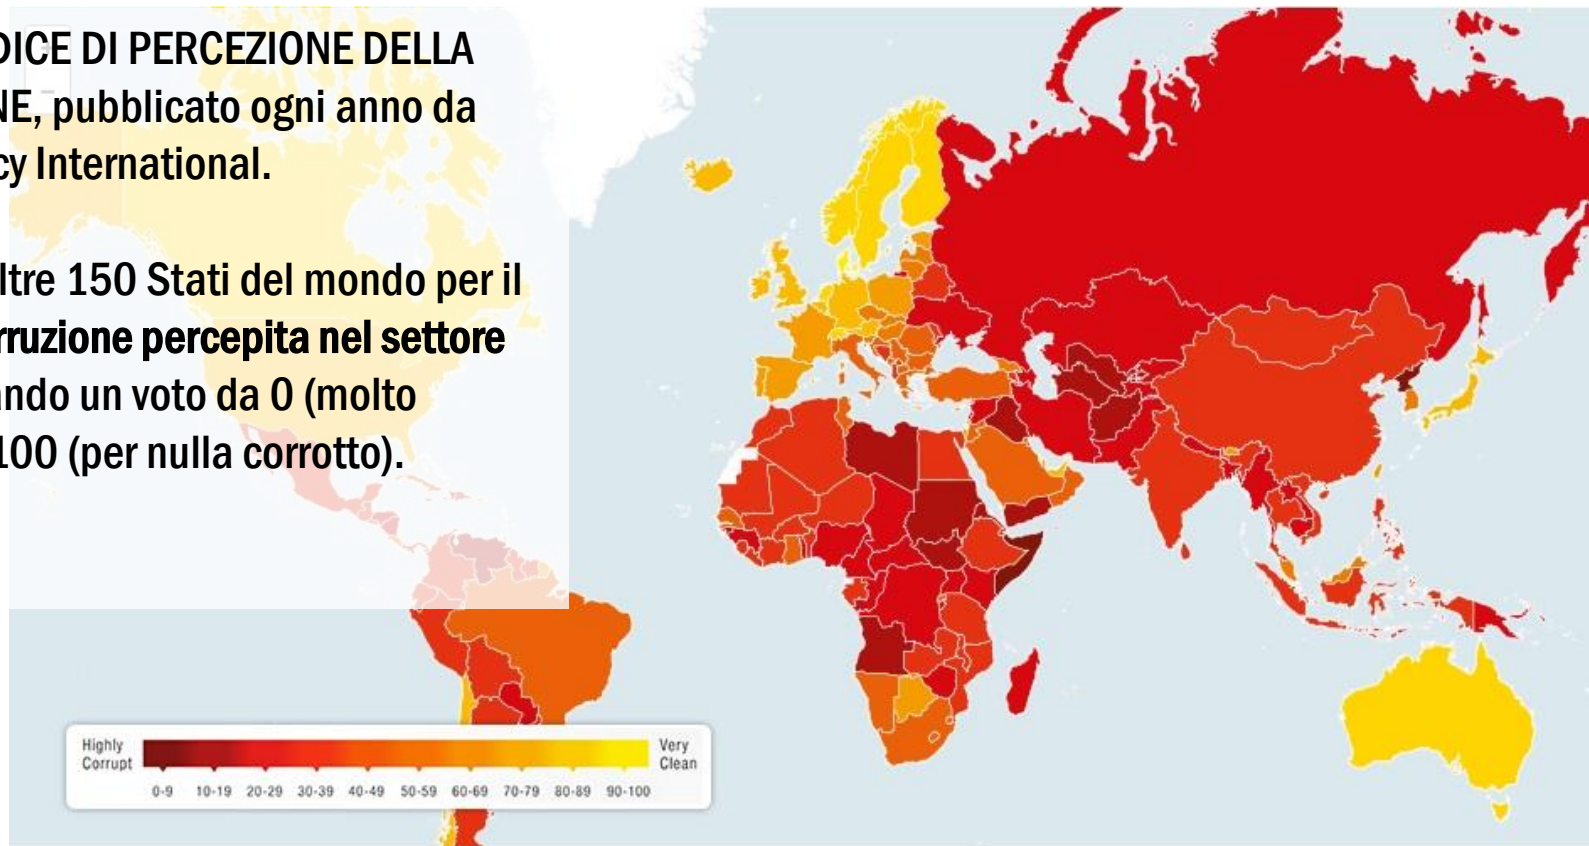 DICE DI PERCEZIONE DELLA
NE, pubblicato ogni anno da
cy International.
ltre 150 Stati del mondo per il
rruzione percepita nel settore
ando un voto da 0 (molto
100 (per nulla corrotto).
Highly
Corrupt
Very
Clean
0-9 10-19 20-29 30-39 40-49 50-59 60-69 70-79 80-89 90-100